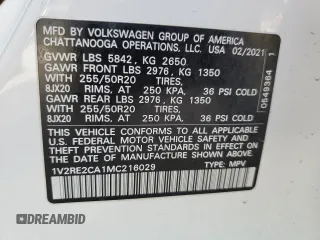 MFD BY VOLKSWAGEN GROUP OF AMERICA
CHATTANOOGA OPERATIONS, LLC. USA 02/2021
GVWR LBS 5842 , KG 2650
GAWR FRONT LBS 2976 , KG 1350
WITH 255/50R20 TIRES,
8JX20 RIMS, AT 250 KPA, 36 PSI COLD
GAWR REAR LBS 2976 , KG 1350
WITH 255/50R20 TIRES,
8JX20 RIMS, AT 250 KPA, 36 PSI COLD
THIS VEHICLE CONFORMS TO ALL APPLICABLE
U.S. FEDERAL MOTOR VEHICLE SAFETY STANDARDS
IN EFFECT ON THE DATE OF MANUFACTURE SHOWN ABOVE.
1V2RE2CA1MC216029 TYPE: MPV
0649364 1
© AutoBidMaster